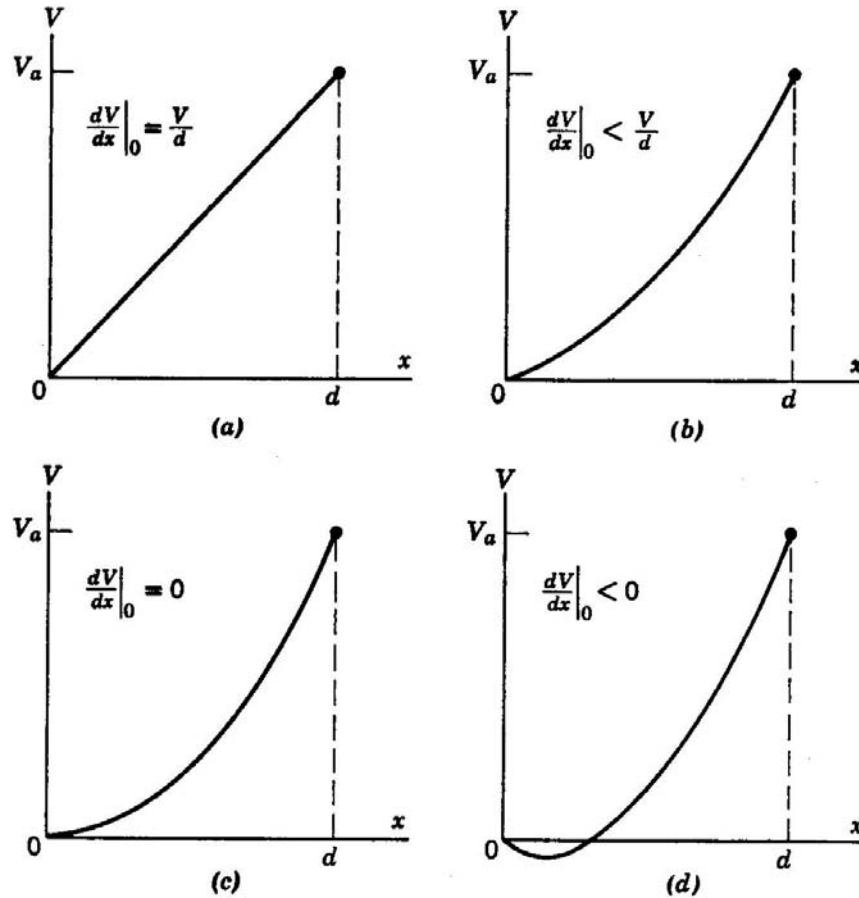 V
V_a
dV/dx|_0 = V/d
0
d
x
(a)
V
V_a
dV/dx|_0 < V/d
0
d
x
(b)
V
V_a
dV/dx|_0 = 0
0
d
x
(c)
V
V_a
dV/dx|_0 < 0
0
d
x
(d)